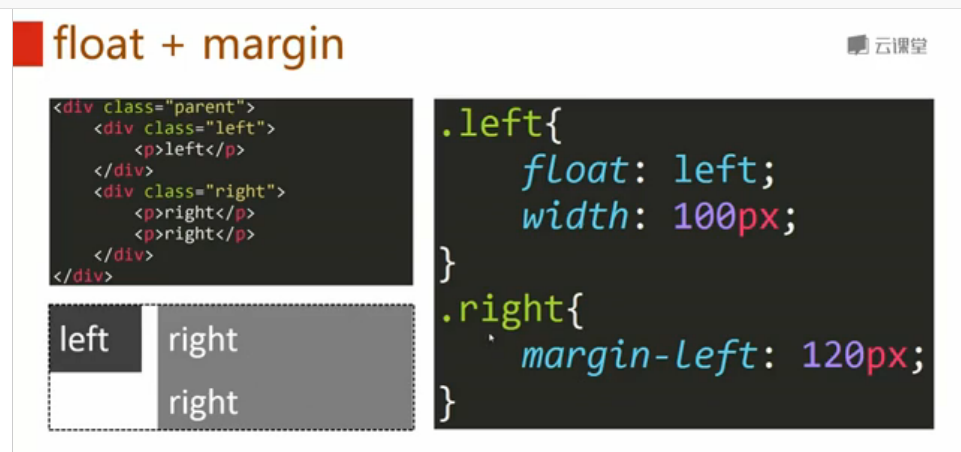 float + margin
云课堂
<div class="parent">
    <div class="left">
        <p>left</p>
    </div>
    <div class="right">
        <p>right</p>
        <p>right</p>
    </div>
</div>
left
right
right
.left{
    float: left;
    width: 100px;
}
.right{
    margin-left: 120px;
}